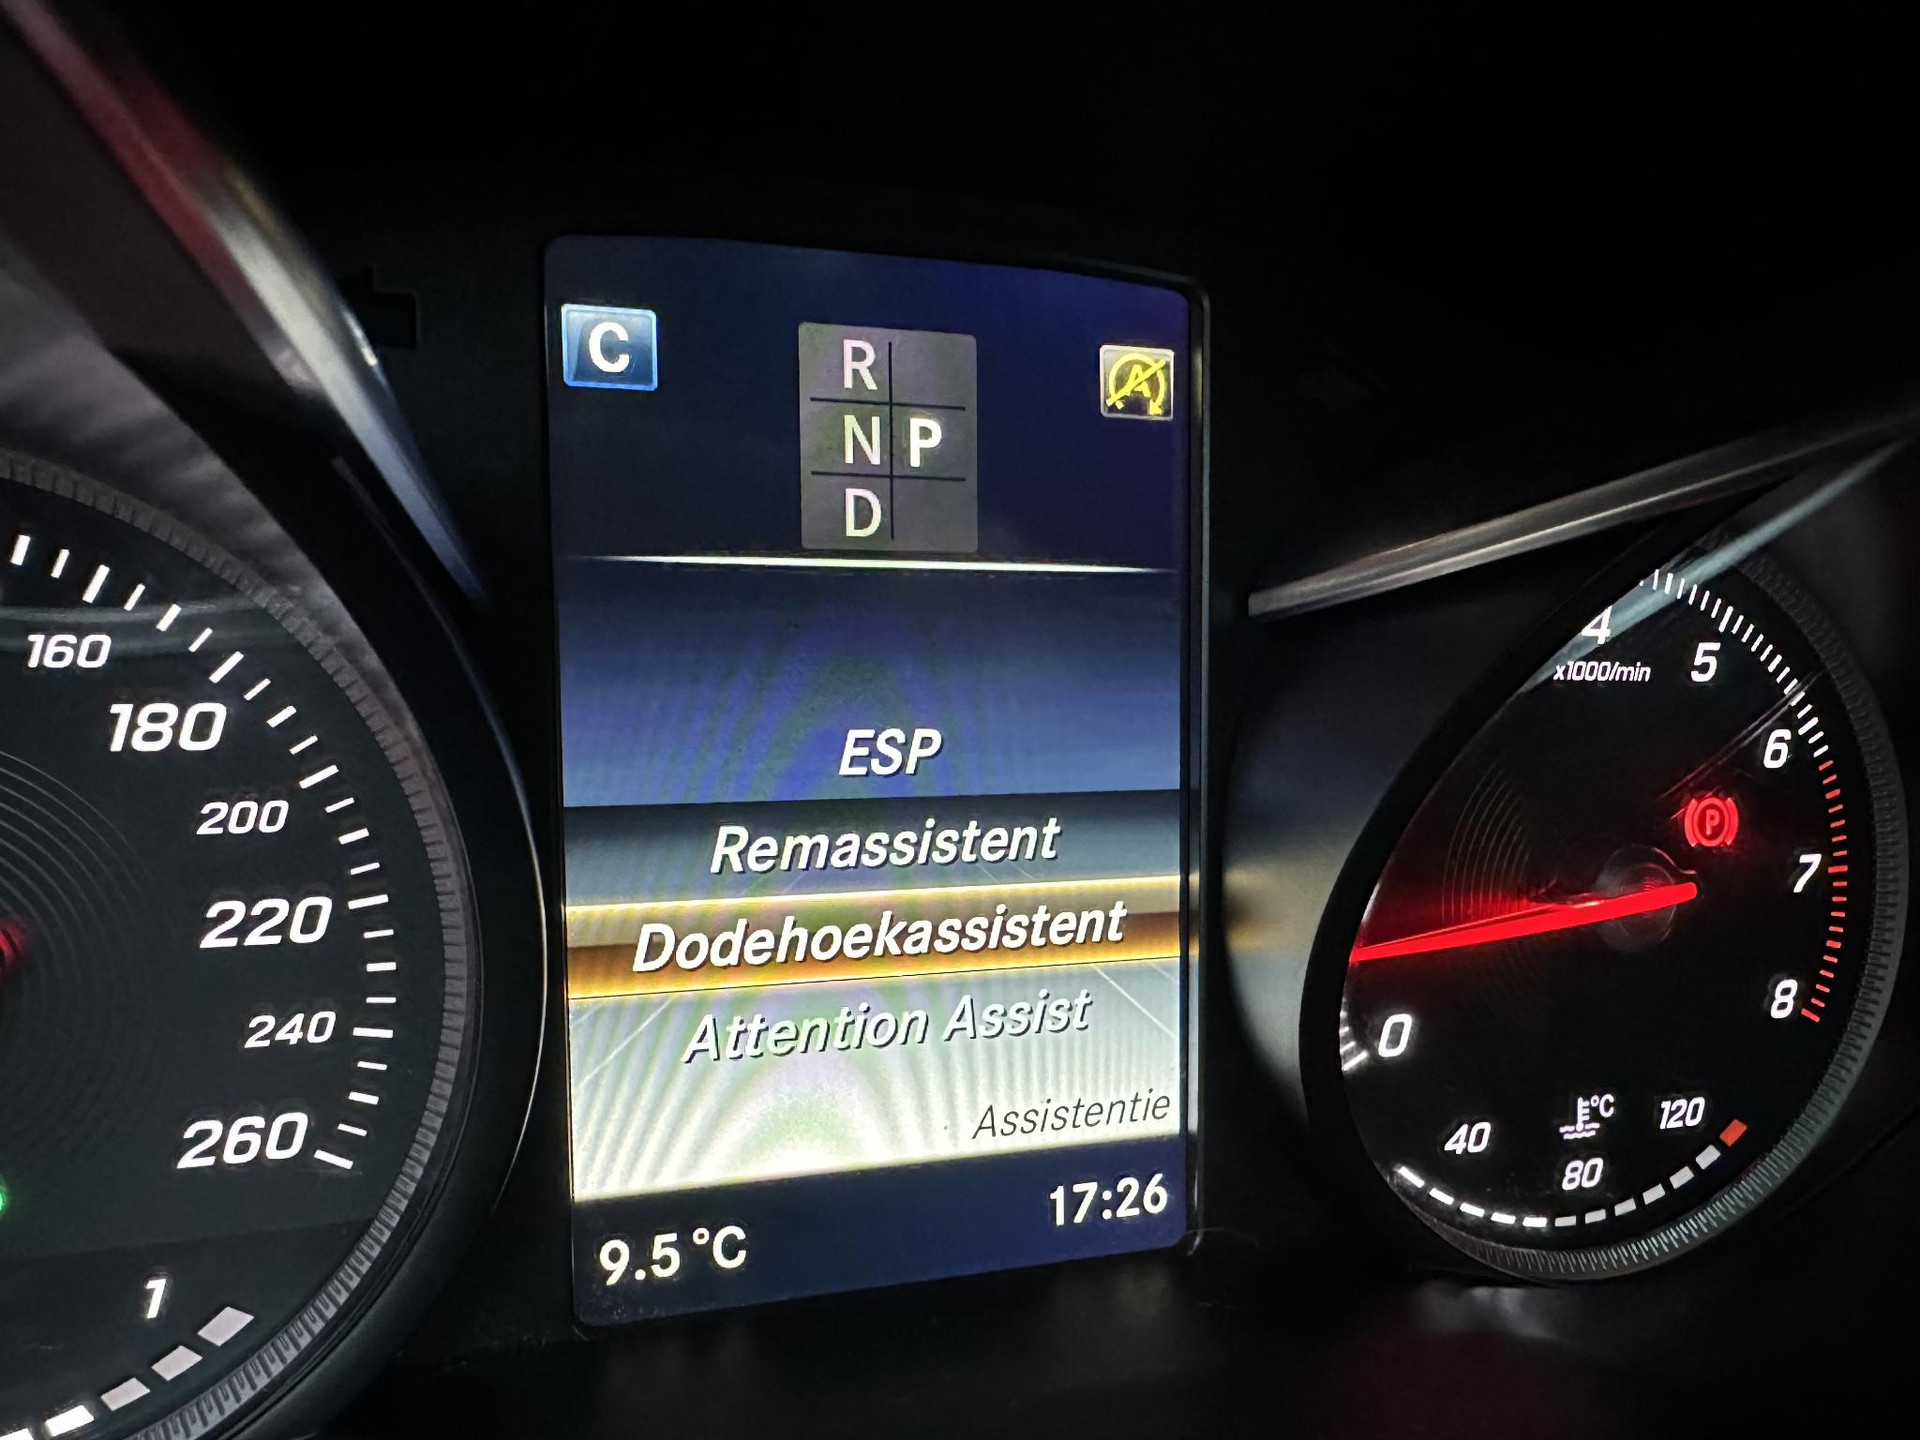 C
R
N P
D
A
ESP
Remassistent
Dodehoekassistent
Attention Assist
Assistentie
17:26
9.5 °C
160
180
200
220
240
260
1
4
x1000/min
5
6
P
7
8
0
40
°C
120
80